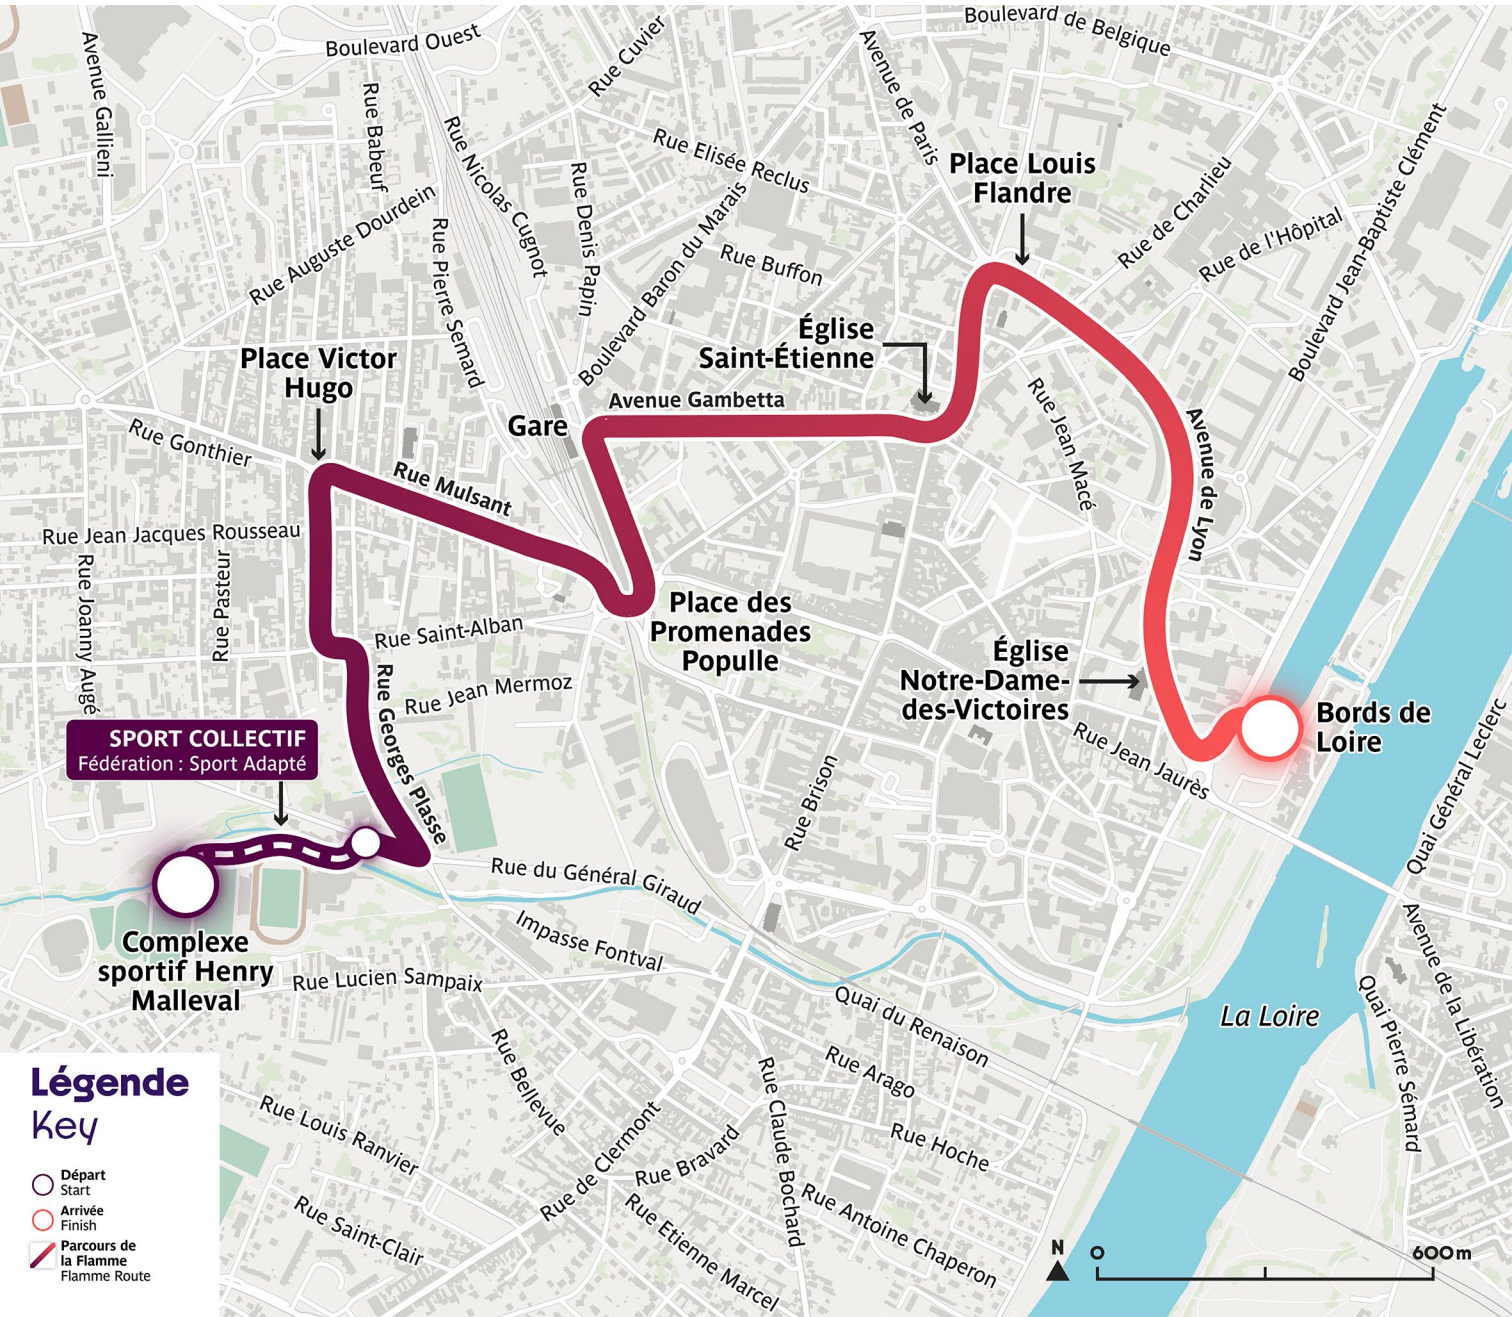 Boulevard de Belgique
Boulevard Ouest
Rue Cuvier
Avenue Gallieni
Avenue de Paris
Rue Babeuf
Rue Nicolas Cugnot
Rue Elisée Reclus
Place Louis
Flandre
Rue Denis Papin
Rue de Charlieu
Boulevard Jean-Baptiste Clément
Rue Auguste Dourdein
Rue Pierre Semard
Boulevard Baron du Marais
Rue Buffon
Rue de l'Hôpital
Église
Saint-Étienne
Place Victor
Hugo
Avenue Gambetta
Gare
Rue Jean Macé
Avenue de Lyon
Rue Gonthier
Rue Mulsant
Rue Jean Jacques Rousseau
Rue Joanny Augé
Rue Pasteur
Rue Saint-Alban
Place des
Promenades
Populle
Rue Georges Plasse
Rue Jean Mermoz
Église
Notre-Dame-
des-Victoires
Bords de
Loire
Rue Jean Jaurès
Quai Général Leclerc
SPORT COLLECTIF
Fédération : Sport Adapté
Rue Brison
Rue du Général Giraud
Impasse Fontval
Complexe
sportif Henry
Malleval
Rue Lucien Sampaix
Avenue de la Libération
Quai du Renaison
La Loire
Quai Pierre Sémard
Rue Bellevue
Rue Arago
Rue Claude Bochard
Rue Hoche
Rue Louis Ranvier
Rue de Clermont
Rue Bravard
Rue Antoine Chaperon
Rue Saint-Clair
Rue Etienne Marcel
Légende
Key
Départ
Start
Arrivée
Finish
Parcours de
la Flamme
Flamme Route
N
0
600m